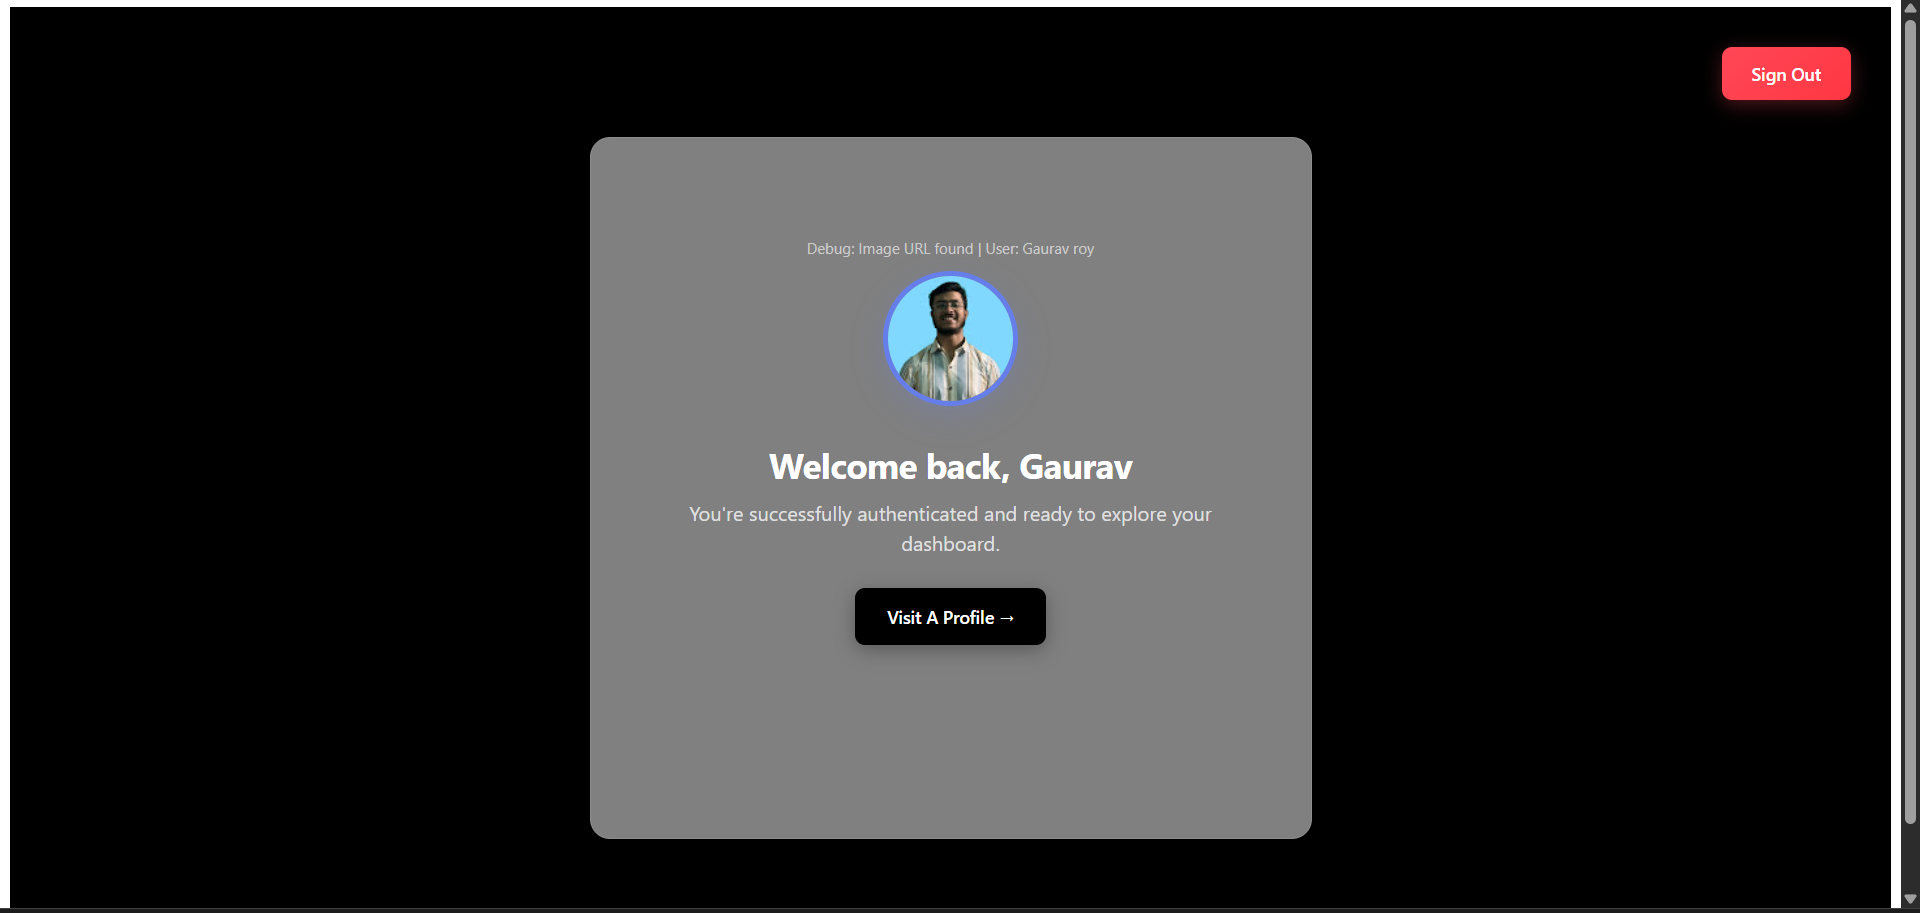 Sign Out
Debug: Image URL found | User: Gaurav roy
Welcome back, Gaurav
You're successfully authenticated and ready to explore your
dashboard.
Visit A Profile →